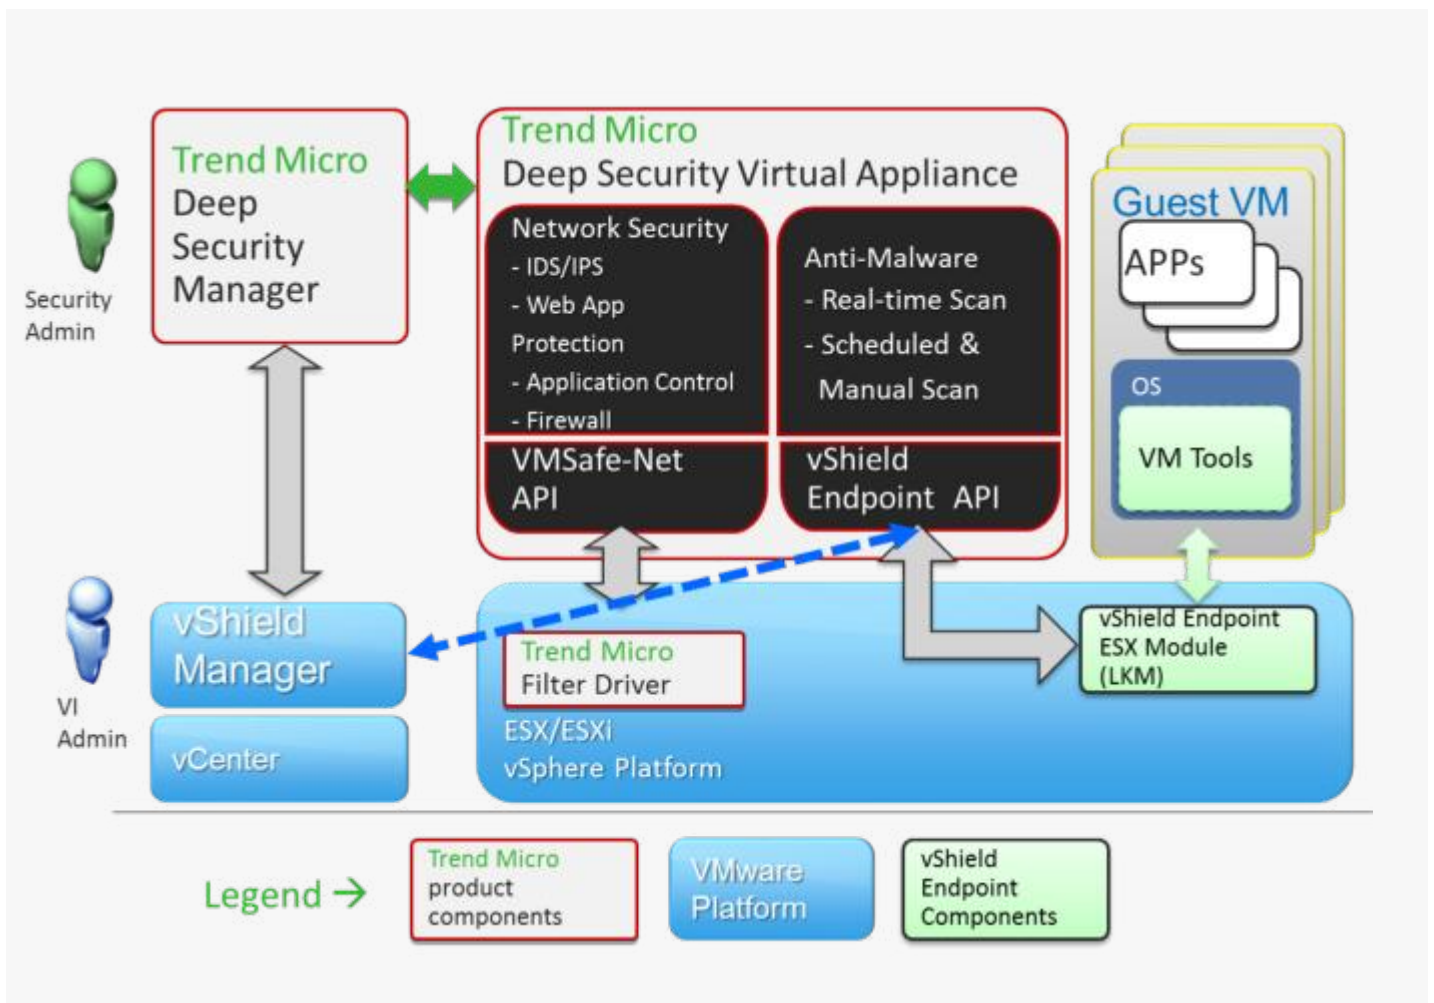 Trend Micro
Deep
Security
Manager
Security
Admin
Trend Micro
Deep Security Virtual Appliance
Network Security
- IDS/IPS
- Web App
Protection
- Application Control
- Firewall
VMSafe-Net
API
Anti-Malware
- Real-time Scan
- Scheduled &
Manual Scan
vShield
Endpoint API
Guest VM
APPs
OS
VM Tools
VI
Admin
vShield
Manager
vCenter
Trend Micro
Filter Driver
ESX/ESXi
vSphere Platform
vShield Endpoint
ESX Module
(LKM)
Legend →
Trend Micro
product
components
VMware
Platform
vShield
Endpoint
Components